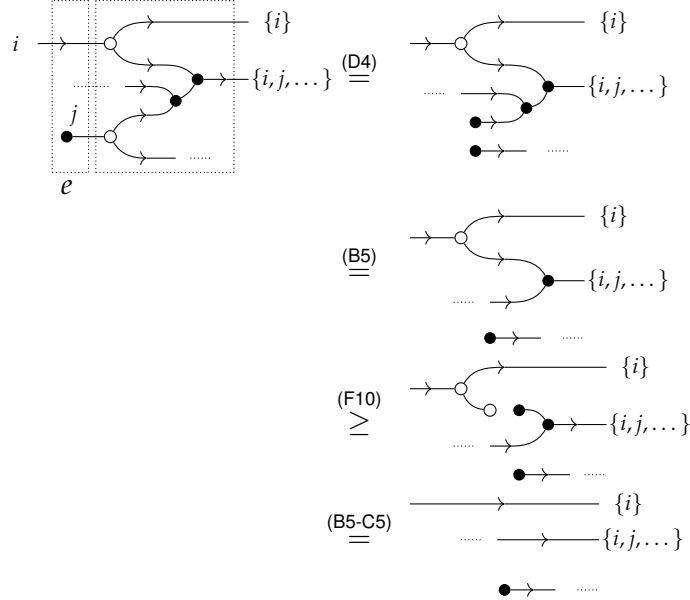 {i}
i
{i, j, . . . }
j
e
(D4)
=
{i}
{i, j, . . . }
(B5)
=
{i}
{i, j, . . . }
(F10)
≥
{i}
{i, j, . . . }
(B5-C5)
=
{i}
{i, j, . . . }